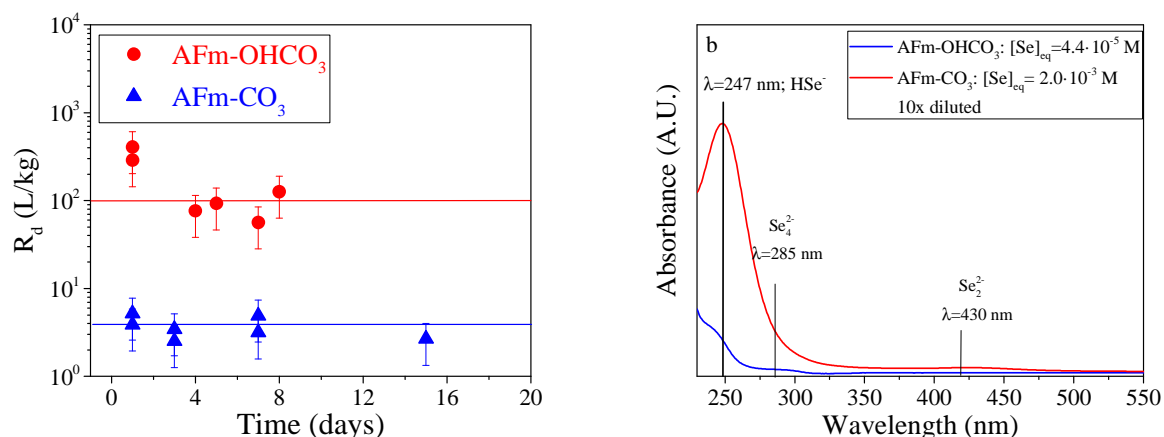 10⁴
10³
10²
10¹
10⁰
R_d (L/kg)
AFm-OHCO₃
AFm-CO₃
0 4 8 12 16 20
Time (days)
b
AFm-OHCO₃: [Se]_eq=4.4·10⁻⁵ M
AFm-CO₃: [Se]_eq= 2.0·10⁻³ M
10x diluted
λ=247 nm; HSe⁻
Se₄²⁻
λ=285 nm
Se₂²⁻
λ=430 nm
Absorbance (A.U.)
250 300 350 400 450 500 550
Wavelength (nm)